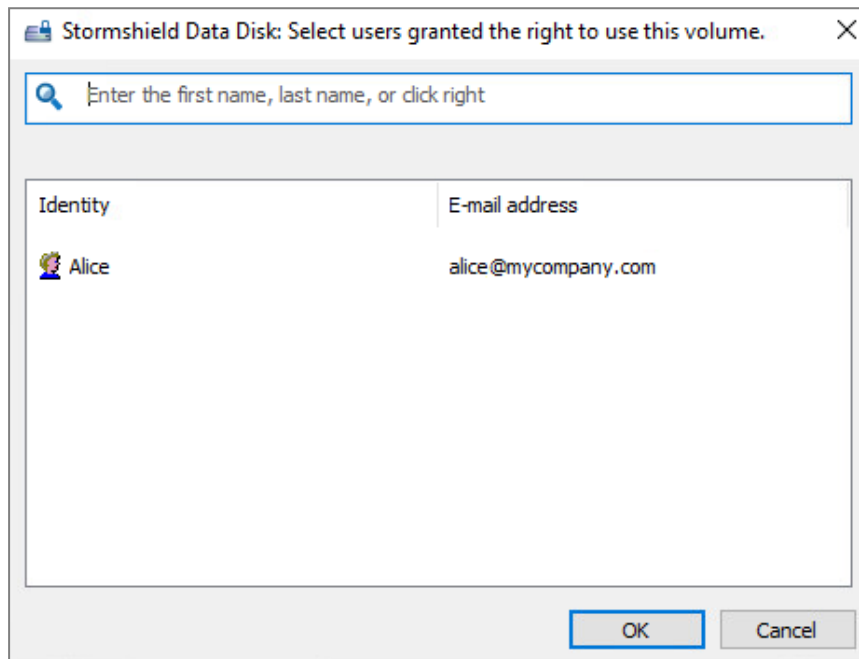 Stormshield Data Disk: Select users granted the right to use this volume.
Enter the first name, last name, or click right
Identity E-mail address
Alice alice@mycompany.com
OK Cancel